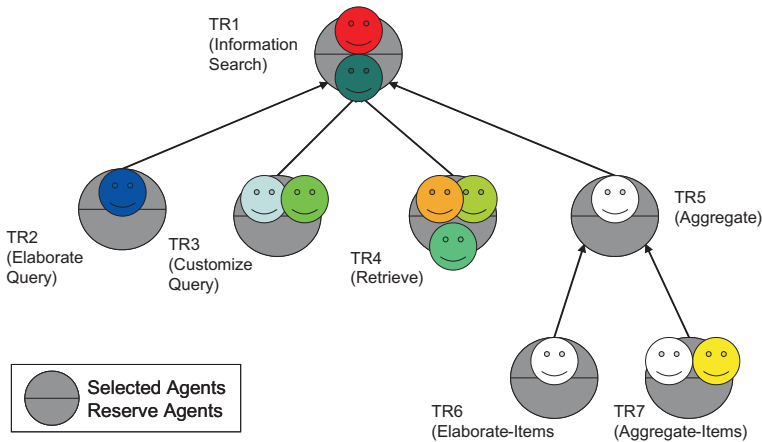 TR1
(Information
Search)
TR2
(Elaborate
Query)
TR3
(Customize
Query)
TR4
(Retrieve)
TR5
(Aggregate)
TR6
(Elaborate-Items
TR7
(Aggregate-Items)
Selected Agents
Reserve Agents